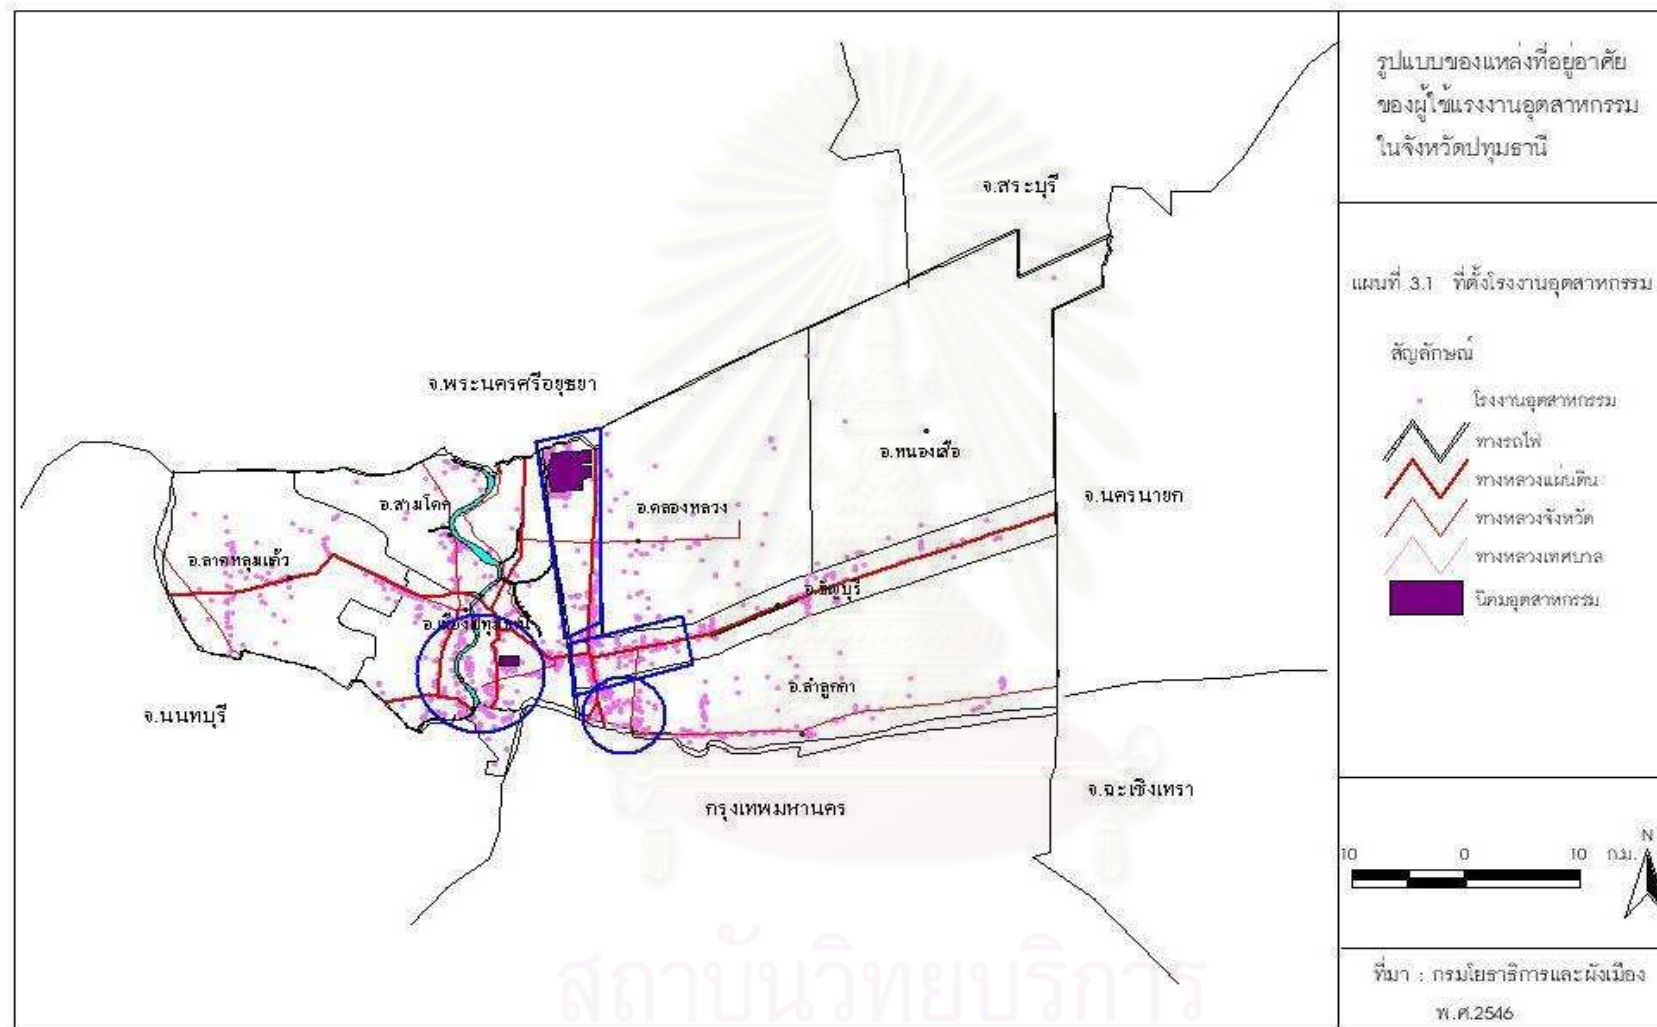 รูปแบบของแหล่งที่อยู่อาศัย
ของผู้ใช้แรงงานอุตสาหกรรม
ในจังหวัดปทุมธานี
แผนที่ 3.1 ที่ตั้งโรงงานอุตสาหกรรม
สัญลักษณ์
โรงงานอุตสาหกรรม
ทางรถไฟ
ทางหลวงแผ่นดิน
ทางหลวงจังหวัด
ทางหลวงเทศบาล
นิคมอุตสาหกรรม
10 0 10 ก.ม.
N
ที่มา : กรมโยธาธิการและผังเมือง
พ.ศ.2546
จ.สระบุรี
จ.พระนครศรีอยุธยา
อ.หนองเสือ
จ.นครนายก
อ.สามโคก
อ.คลองหลวง
อ.ลาดหลุมแก้ว
อ.ธัญบุรี
อ.เมืองปทุมธานี
อ.ลำลูกกา
จ.นนทบุรี
จ.ฉะเชิงเทรา
กรุงเทพมหานคร
สถาบันวิทยบริการ